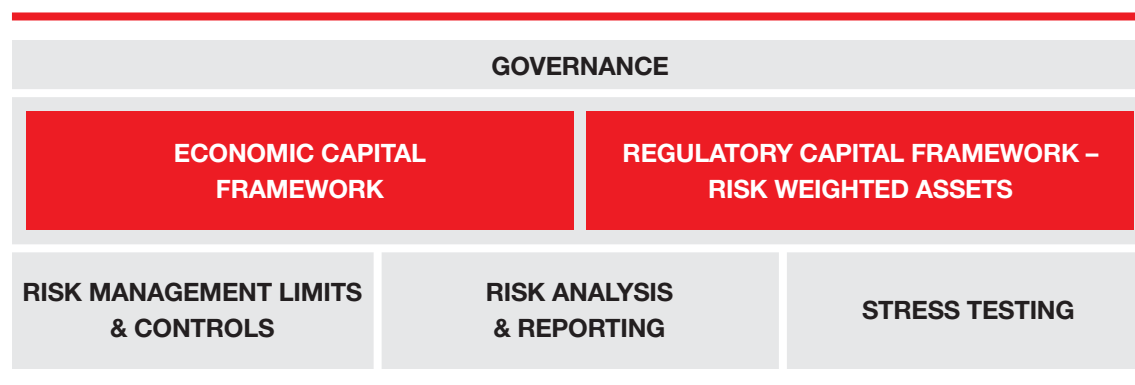 GOVERNANCE
ECONOMIC CAPITAL
FRAMEWORK
REGULATORY CAPITAL FRAMEWORK –
RISK WEIGHTED ASSETS
RISK MANAGEMENT LIMITS
& CONTROLS
RISK ANALYSIS
& REPORTING
STRESS TESTING